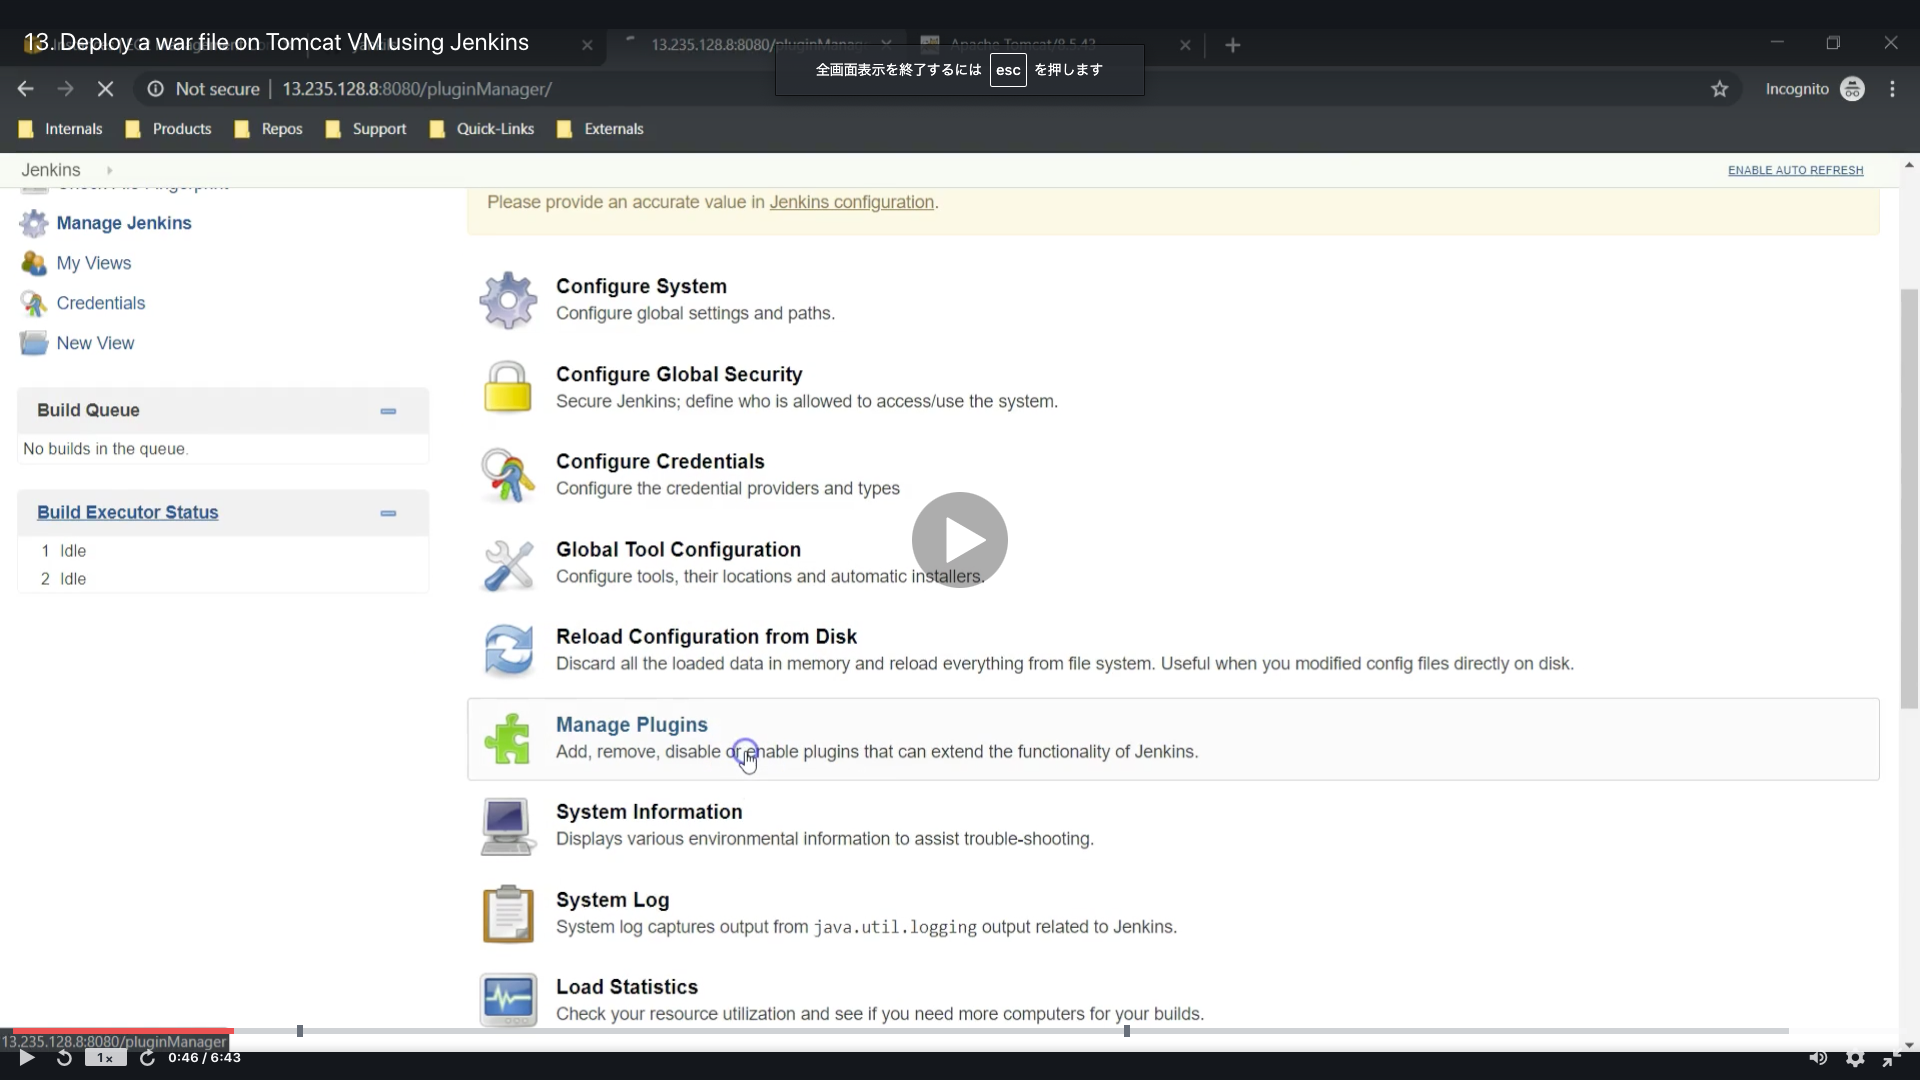 13. Deploy a war file on Tomcat VM using Jenkins
13.235.128.8:8080/pluginManag
Apache Tomcat/8.5.43
全画面表示を終了するには esc を押します
Not secure
13.235.128.8:8080/pluginManager/
Incognito
Internals
Products
Repos
Support
Quick-Links
Externals
Jenkins
ENABLE AUTO REFRESH
Check File Fingerprint
Manage Jenkins
My Views
Credentials
New View
Build Queue
No builds in the queue.
Build Executor Status
1 Idle
2 Idle
Please provide an accurate value in Jenkins configuration.
Configure System
Configure global settings and paths.
Configure Global Security
Secure Jenkins; define who is allowed to access/use the system.
Configure Credentials
Configure the credential providers and types
Global Tool Configuration
Configure tools, their locations and automatic installers.
Reload Configuration from Disk
Discard all the loaded data in memory and reload everything from file system. Useful when you modified config files directly on disk.
Manage Plugins
Add, remove, disable or enable plugins that can extend the functionality of Jenkins.
System Information
Displays various environmental information to assist trouble-shooting.
System Log
System log captures output from java.util.logging output related to Jenkins.
Load Statistics
Check your resource utilization and see if you need more computers for your builds.
13.235.128.8:8080/pluginManager
1x
0:46 / 6:43